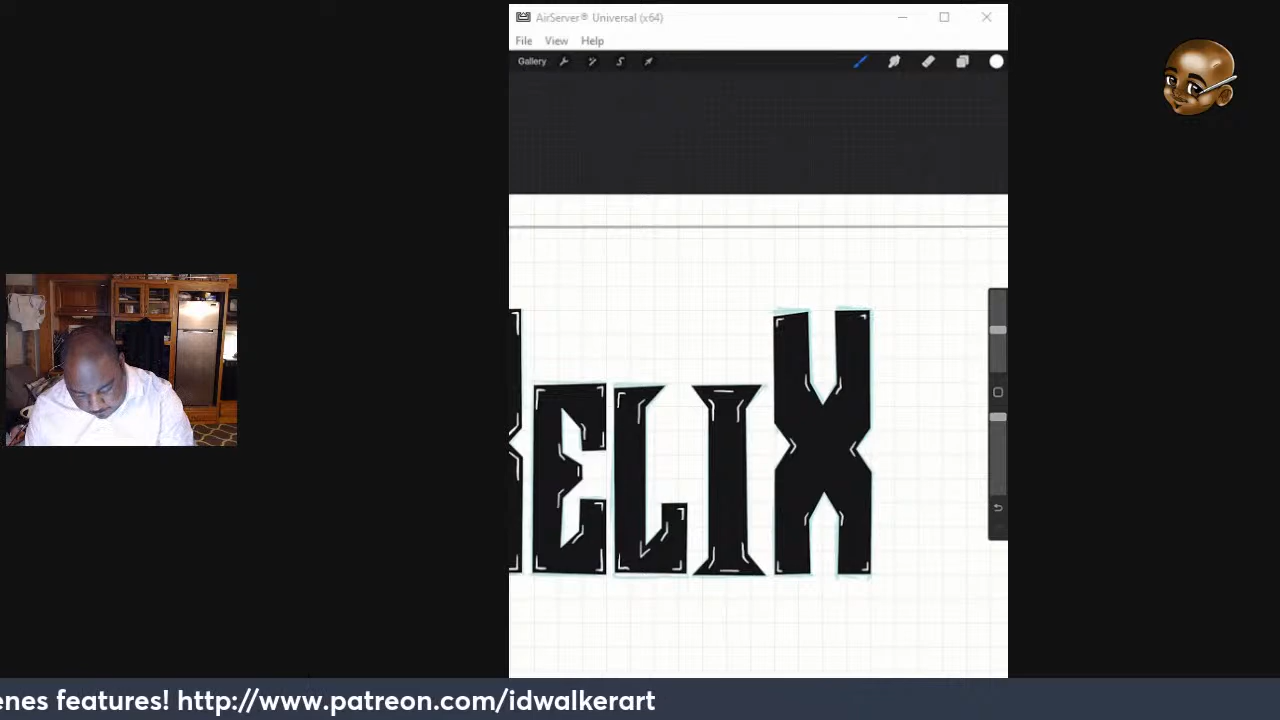 AirServer® Universal (x64)
File View Help
Gallery
ELIX
enes features! http://www.patreon.com/idwalkerart